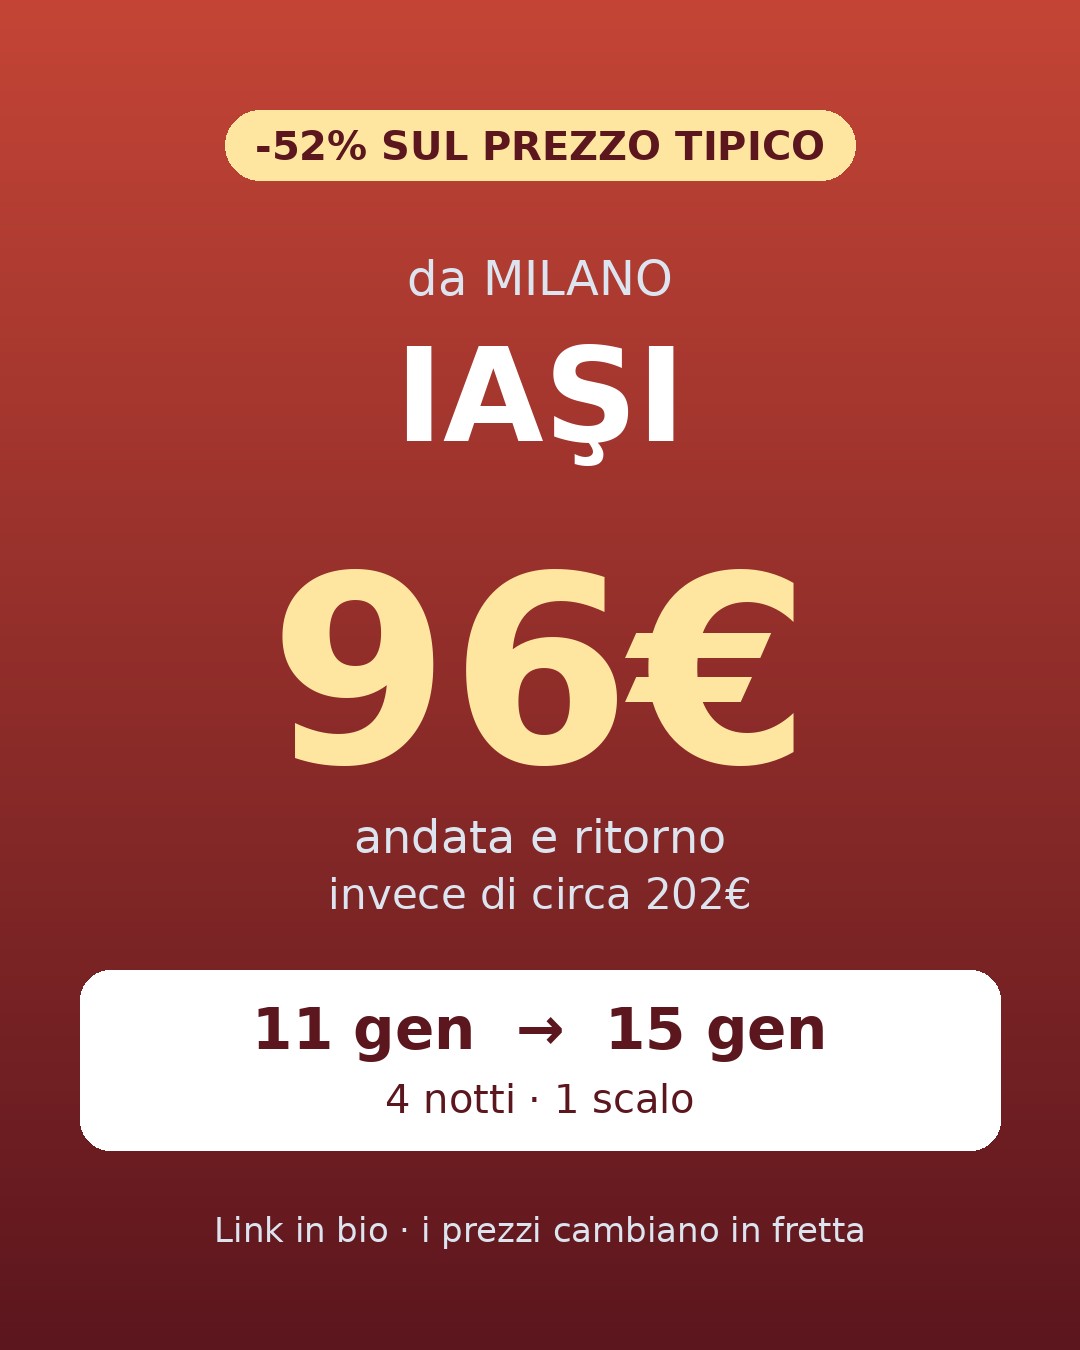 -52% SUL PREZZO TIPICO
da MILANO
IAŞI
96€
andata e ritorno
invece di circa 202€
11 gen → 15 gen
4 notti · 1 scalo
Link in bio · i prezzi cambiano in fretta